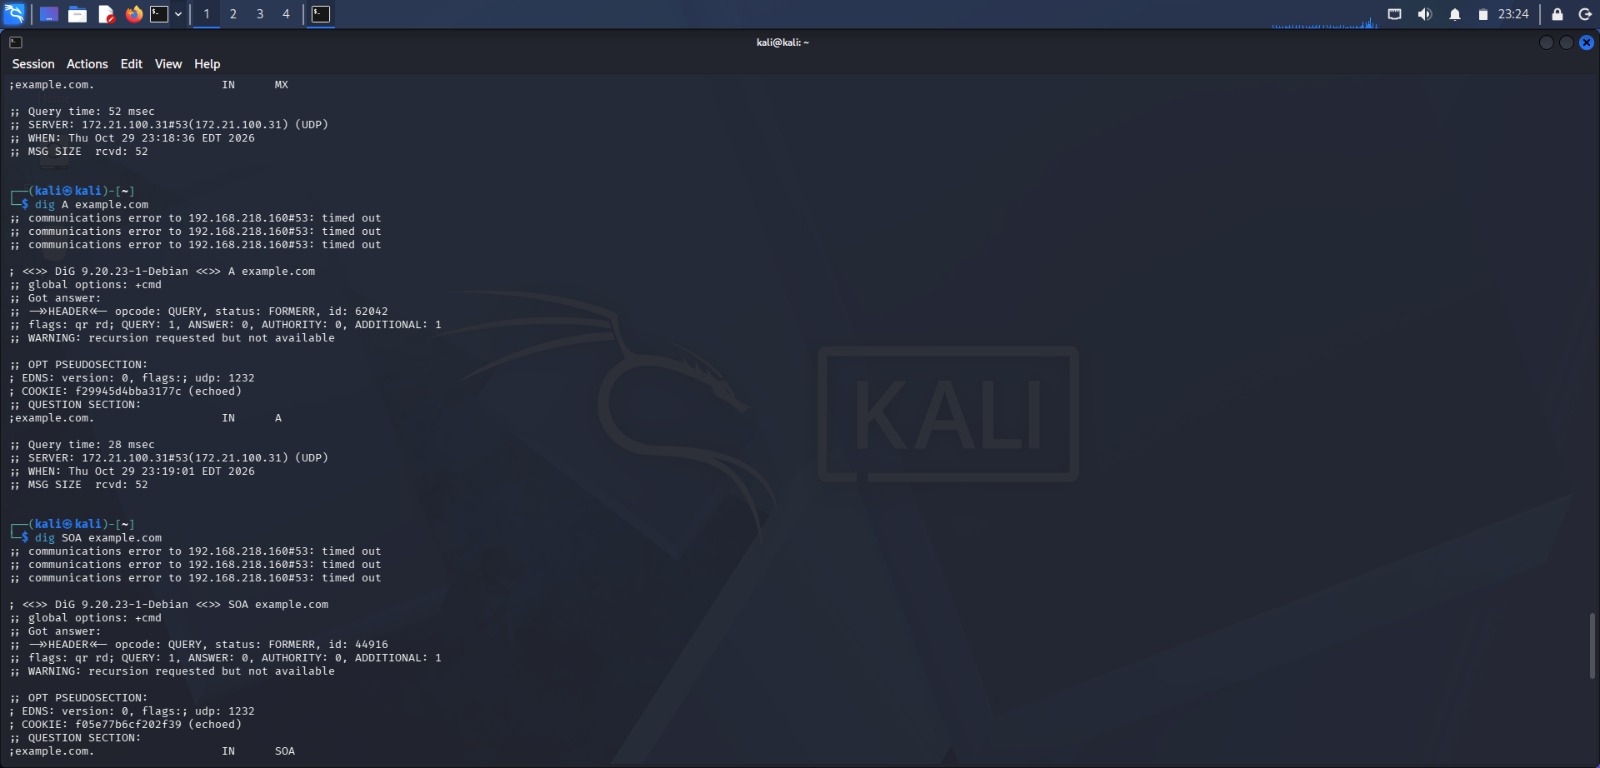 1 2 3 4
23:24
kali@kali: ~
Session Actions Edit View Help
;example.com. IN MX
;; Query time: 52 msec
;; SERVER: 172.21.100.31#53(172.21.100.31) (UDP)
;; WHEN: Thu Oct 29 23:18:36 EDT 2026
;; MSG SIZE rcvd: 52
┌──(kali㉿kali)-[~]
└─$ dig A example.com
;; communications error to 192.168.218.160#53: timed out
;; communications error to 192.168.218.160#53: timed out
;; communications error to 192.168.218.160#53: timed out
; <<>> DiG 9.20.23-1-Debian <<>> A example.com
;; global options: +cmd
;; Got answer:
;; ->>HEADER<<- opcode: QUERY, status: FORMERR, id: 62042
;; flags: qr rd; QUERY: 1, ANSWER: 0, AUTHORITY: 0, ADDITIONAL: 1
;; WARNING: recursion requested but not available
;; OPT PSEUDOSECTION:
; EDNS: version: 0, flags:; udp: 1232
; COOKIE: f29945d4bba3177c (echoed)
;; QUESTION SECTION:
;example.com. IN A
;; Query time: 28 msec
;; SERVER: 172.21.100.31#53(172.21.100.31) (UDP)
;; WHEN: Thu Oct 29 23:19:01 EDT 2026
;; MSG SIZE rcvd: 52
┌──(kali㉿kali)-[~]
└─$ dig SOA example.com
;; communications error to 192.168.218.160#53: timed out
;; communications error to 192.168.218.160#53: timed out
;; communications error to 192.168.218.160#53: timed out
; <<>> DiG 9.20.23-1-Debian <<>> SOA example.com
;; global options: +cmd
;; Got answer:
;; ->>HEADER<<- opcode: QUERY, status: FORMERR, id: 44916
;; flags: qr rd; QUERY: 1, ANSWER: 0, AUTHORITY: 0, ADDITIONAL: 1
;; WARNING: recursion requested but not available
;; OPT PSEUDOSECTION:
; EDNS: version: 0, flags:; udp: 1232
; COOKIE: f05e77b6cf202f39 (echoed)
;; QUESTION SECTION:
;example.com. IN SOA
KALI